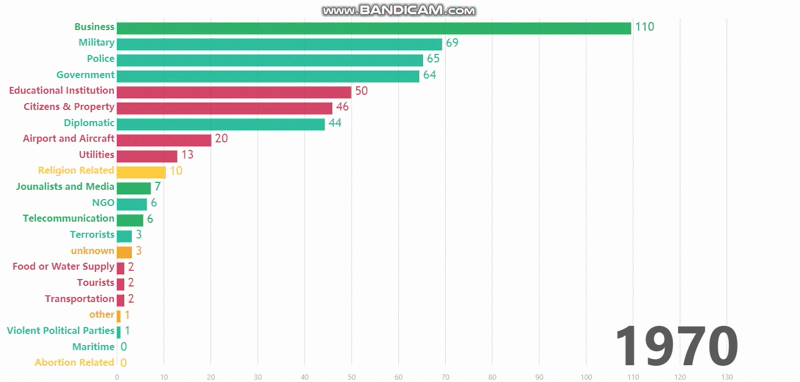 www.BANDICAM.com
Business 110
Military 69
Police 65
Government 64
Educational Institution 50
Citizens & Property 46
Diplomatic 44
Airport and Aircraft 20
Utilities 13
Religion Related 10
Jounalists and Media 7
NGO 6
Telecommunication 6
Terrorists 3
unknown 3
Food or Water Supply 2
Tourists 2
Transportation 2
other 1
Violent Political Parties 1
Maritime 0
Abortion Related 0
1970
0 10 20 30 40 50 60 70 80 90 100 110 120 130